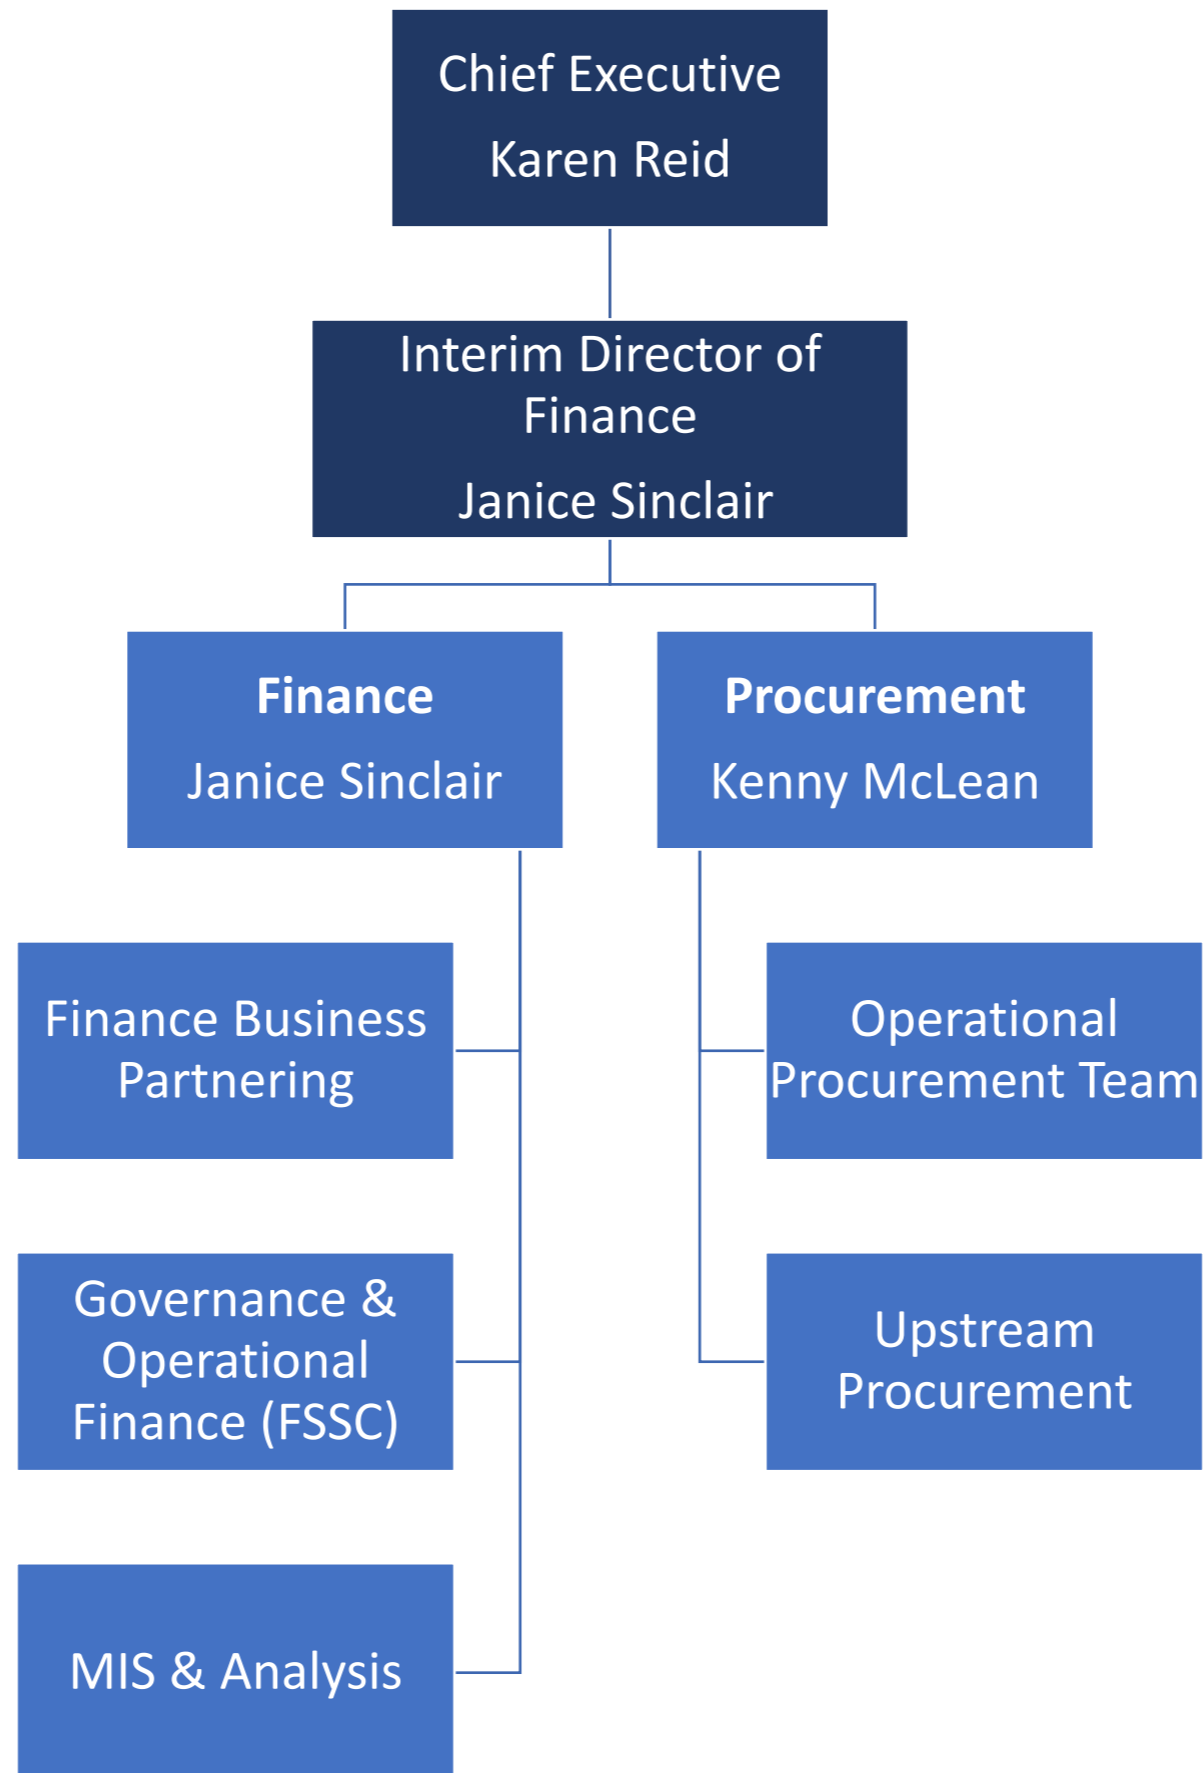 Chief Executive
Karen Reid
Interim Director of
Finance
Janice Sinclair
Finance
Janice Sinclair
Procurement
Kenny McLean
Finance Business
Partnering
Operational
Procurement Team
Governance &
Operational
Finance (FSSC)
Upstream
Procurement
MIS & Analysis